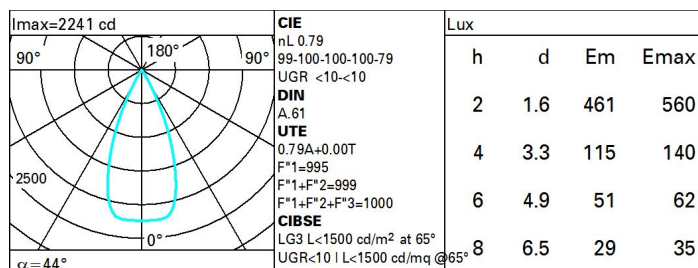 Imax=2241 cd
90°
180°
90°
2500
0°
α=44°
CIE
nL 0.79
99-100-100-100-79
UGR <10-<10
DIN
A.61
UTE
0.79A+0.00T
F"1=995
F"1+F"2=999
F"1+F"2+F"3=1000
CIBSE
LG3 L<1500 cd/m² at 65°
UGR<10 | L<1500 cd/mq @65°
Lux
h d Em Emax
2 1.6 461 560
4 3.3 115 140
6 4.9 51 62
8 6.5 29 35